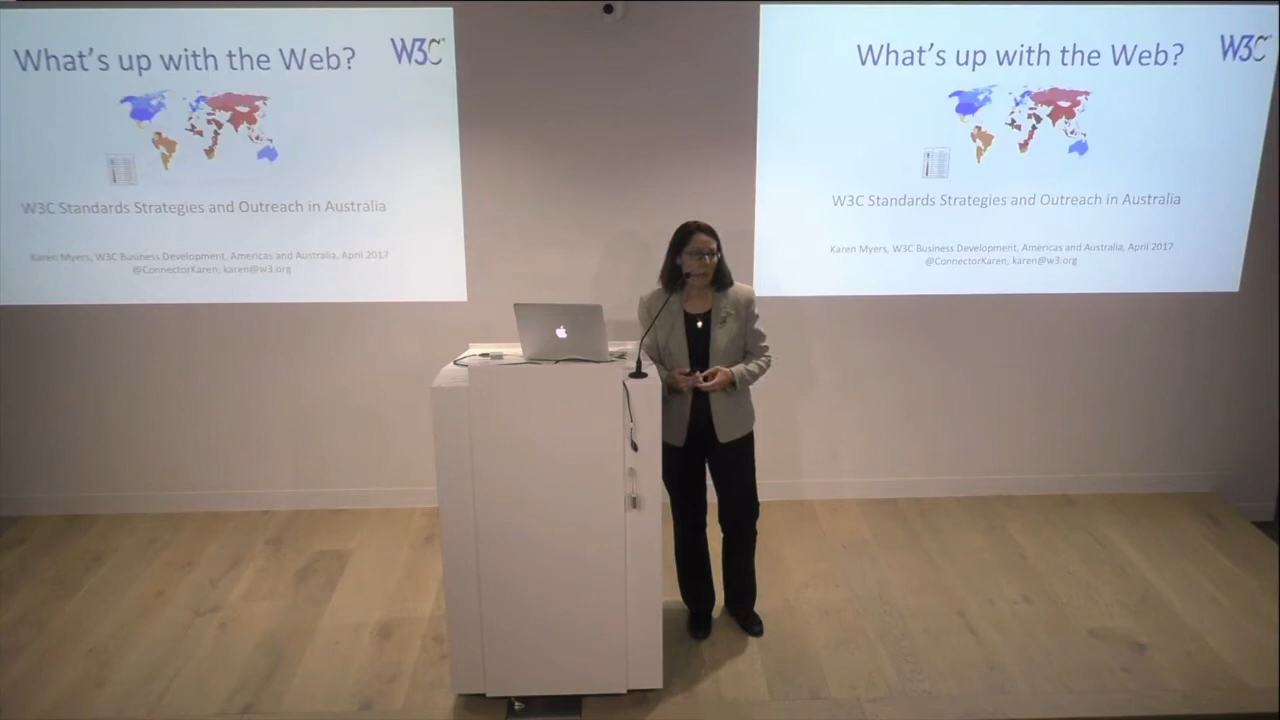 What's up with the Web?
W3C
W3C Standards Strategies and Outreach in Australia
Karen Myers, W3C Business Development, Americas and Australia, April 2017
@ConnectorKaren, karen@w3.org
What's up with the Web?
W3C
W3C Standards Strategies and Outreach in Australia
Karen Myers, W3C Business Development, Americas and Australia, April 2017
@ConnectorKaren, karen@w3.org